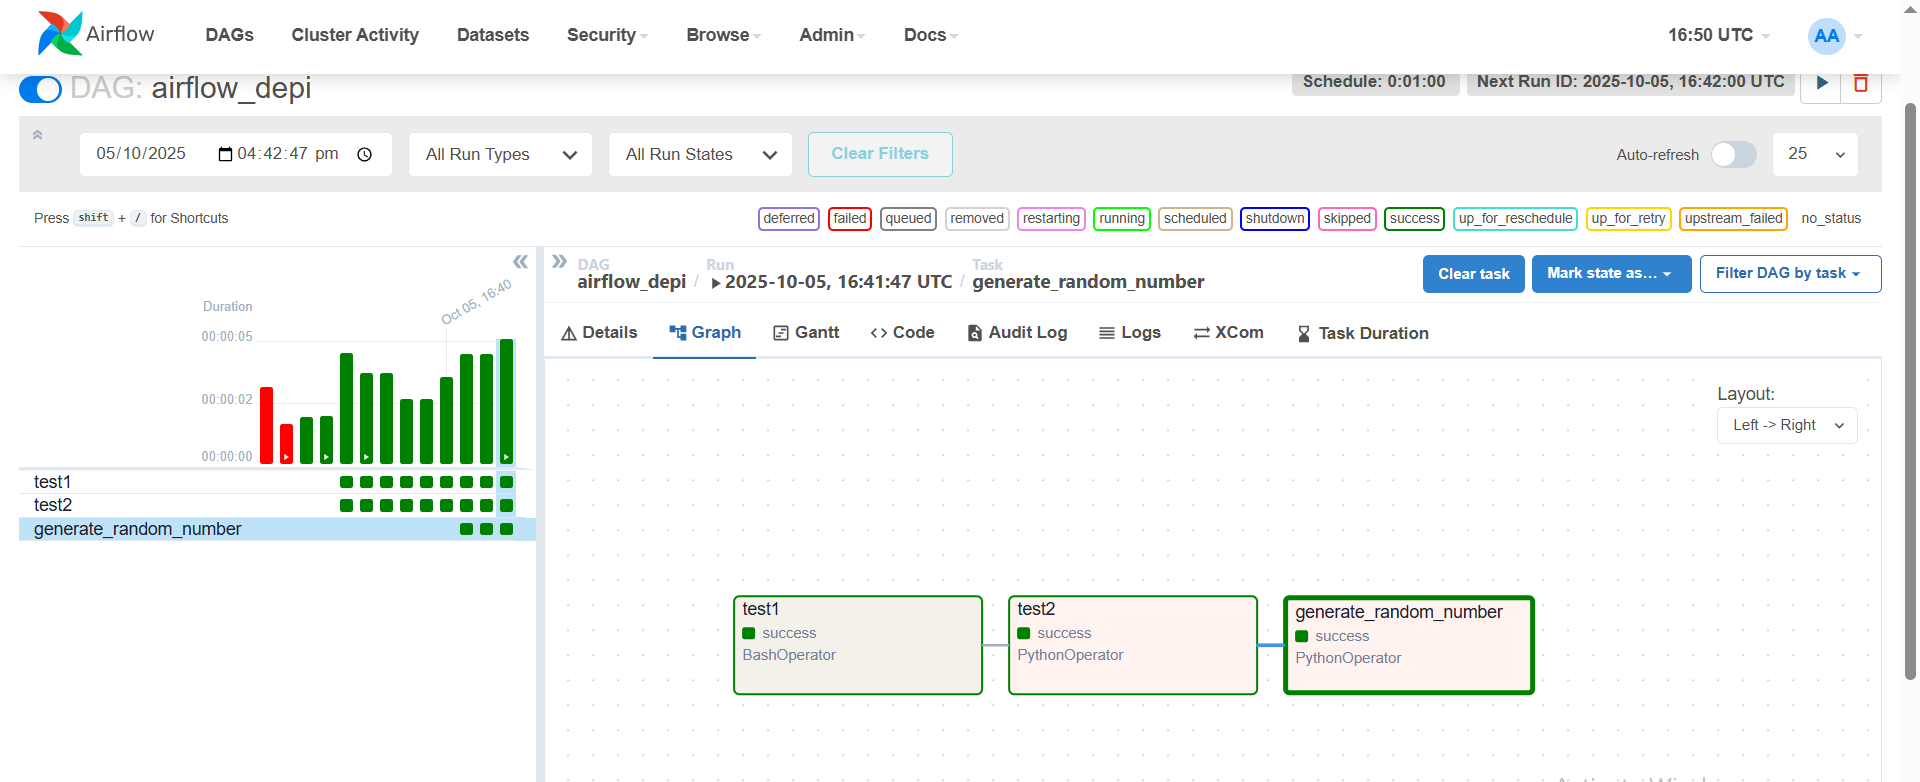 Airflow
DAGs
Cluster Activity
Datasets
Security
Browse
Admin
Docs
16:50 UTC
AA
DAG: airflow_depi
Schedule: 0:01:00
Next Run ID: 2025-10-05, 16:42:00 UTC
05/10/2025 04:42:47 pm
All Run Types
All Run States
Clear Filters
Auto-refresh
25
Press shift + / for Shortcuts
deferred
failed
queued
removed
restarting
running
scheduled
shutdown
skipped
success
up_for_reschedule
up_for_retry
upstream_failed
no_status
Duration
00:00:05
00:00:02
00:00:00
Oct 05, 16:40
test1
test2
generate_random_number
DAG
airflow_depi
/
Run
2025-10-05, 16:41:47 UTC
/
Task
generate_random_number
Clear task
Mark state as...
Filter DAG by task
Details
Graph
Gantt
Code
Audit Log
Logs
XCom
Task Duration
Layout:
Left -> Right
test1
success
BashOperator
test2
success
PythonOperator
generate_random_number
success
PythonOperator